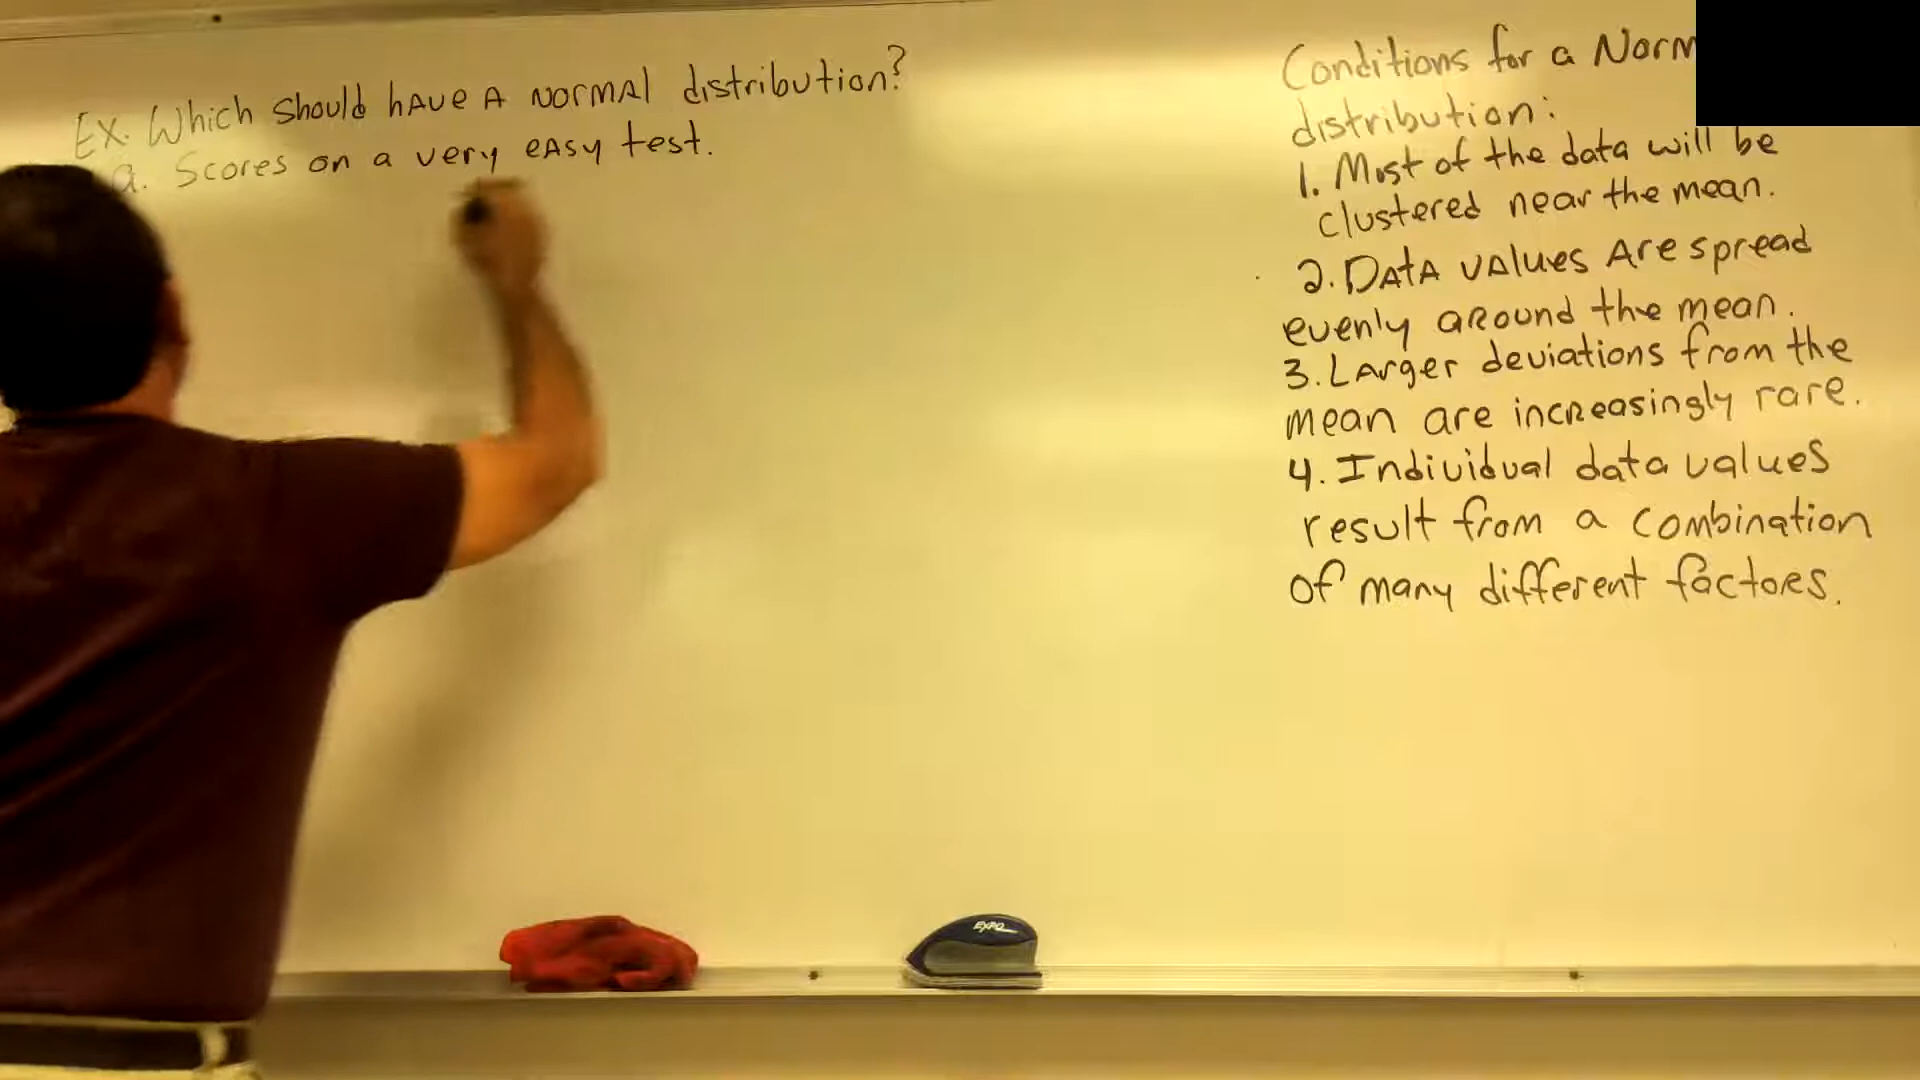 Ex. Which should have a normal distribution?
a. Scores on a very easy test.
Conditions for a Norm
distribution:
1. Most of the data will be
clustered near the mean.
2. Data values are spread
evenly around the mean.
3. Larger deviations from the
mean are increasingly rare.
4. Individual data values
result from a combination
of many different factors.
EXPO